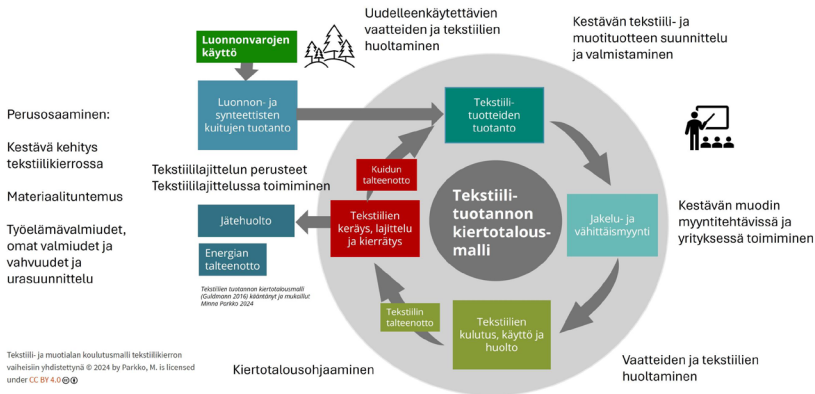 Uudelleenkäytettävien
vaatteiden ja tekstiilien
huoltaminen
Kestävän tekstiili- ja
muotituotteen suunnittelu
ja valmistaminen
Luonnonvarojen
käyttö
Luonnon- ja
synteettisten
kuitujen tuotanto
Tekstiili-
tuotteiden
tuotanto
Perusosaaminen:
Kestävä kehitys
tekstiilikierrossa
Materiaalituntemus
Työelämävalmiudet,
omat valmiudet ja
vahvuudet ja
urasuunnittelu
Tekstiililajittelun perusteet
Tekstiililajittelussa toimiminen
Kuidun
talteenotto
Jätehuolto
Energian
talteenotto
Tekstiilien
keräys, lajittelu
ja kierrätys
Tekstiili-
tuotannon
kiertotalous-
malli
Jakelu- ja
vähittäismyynti
Kestävän muodin
myyntitehtävissä ja
yrityksessä toimiminen
Tekstiilien tuotannon kiertotalousmalli
(Guldmann 2016) kääntänyt ja mukaillut
Minna Parkko 2024
Tekstiilin
talteenotto
Tekstiilien
kulutus, käyttö ja
huolto
Kiertotalousohjaaminen
Vaatteiden ja tekstiilien
huoltaminen
Tekstiili- ja muotialan koulutusmalli tekstiilikierron
vaiheisiin yhdistettynä © 2024 by Parkko, M. is licensed
under CC BY 4.0